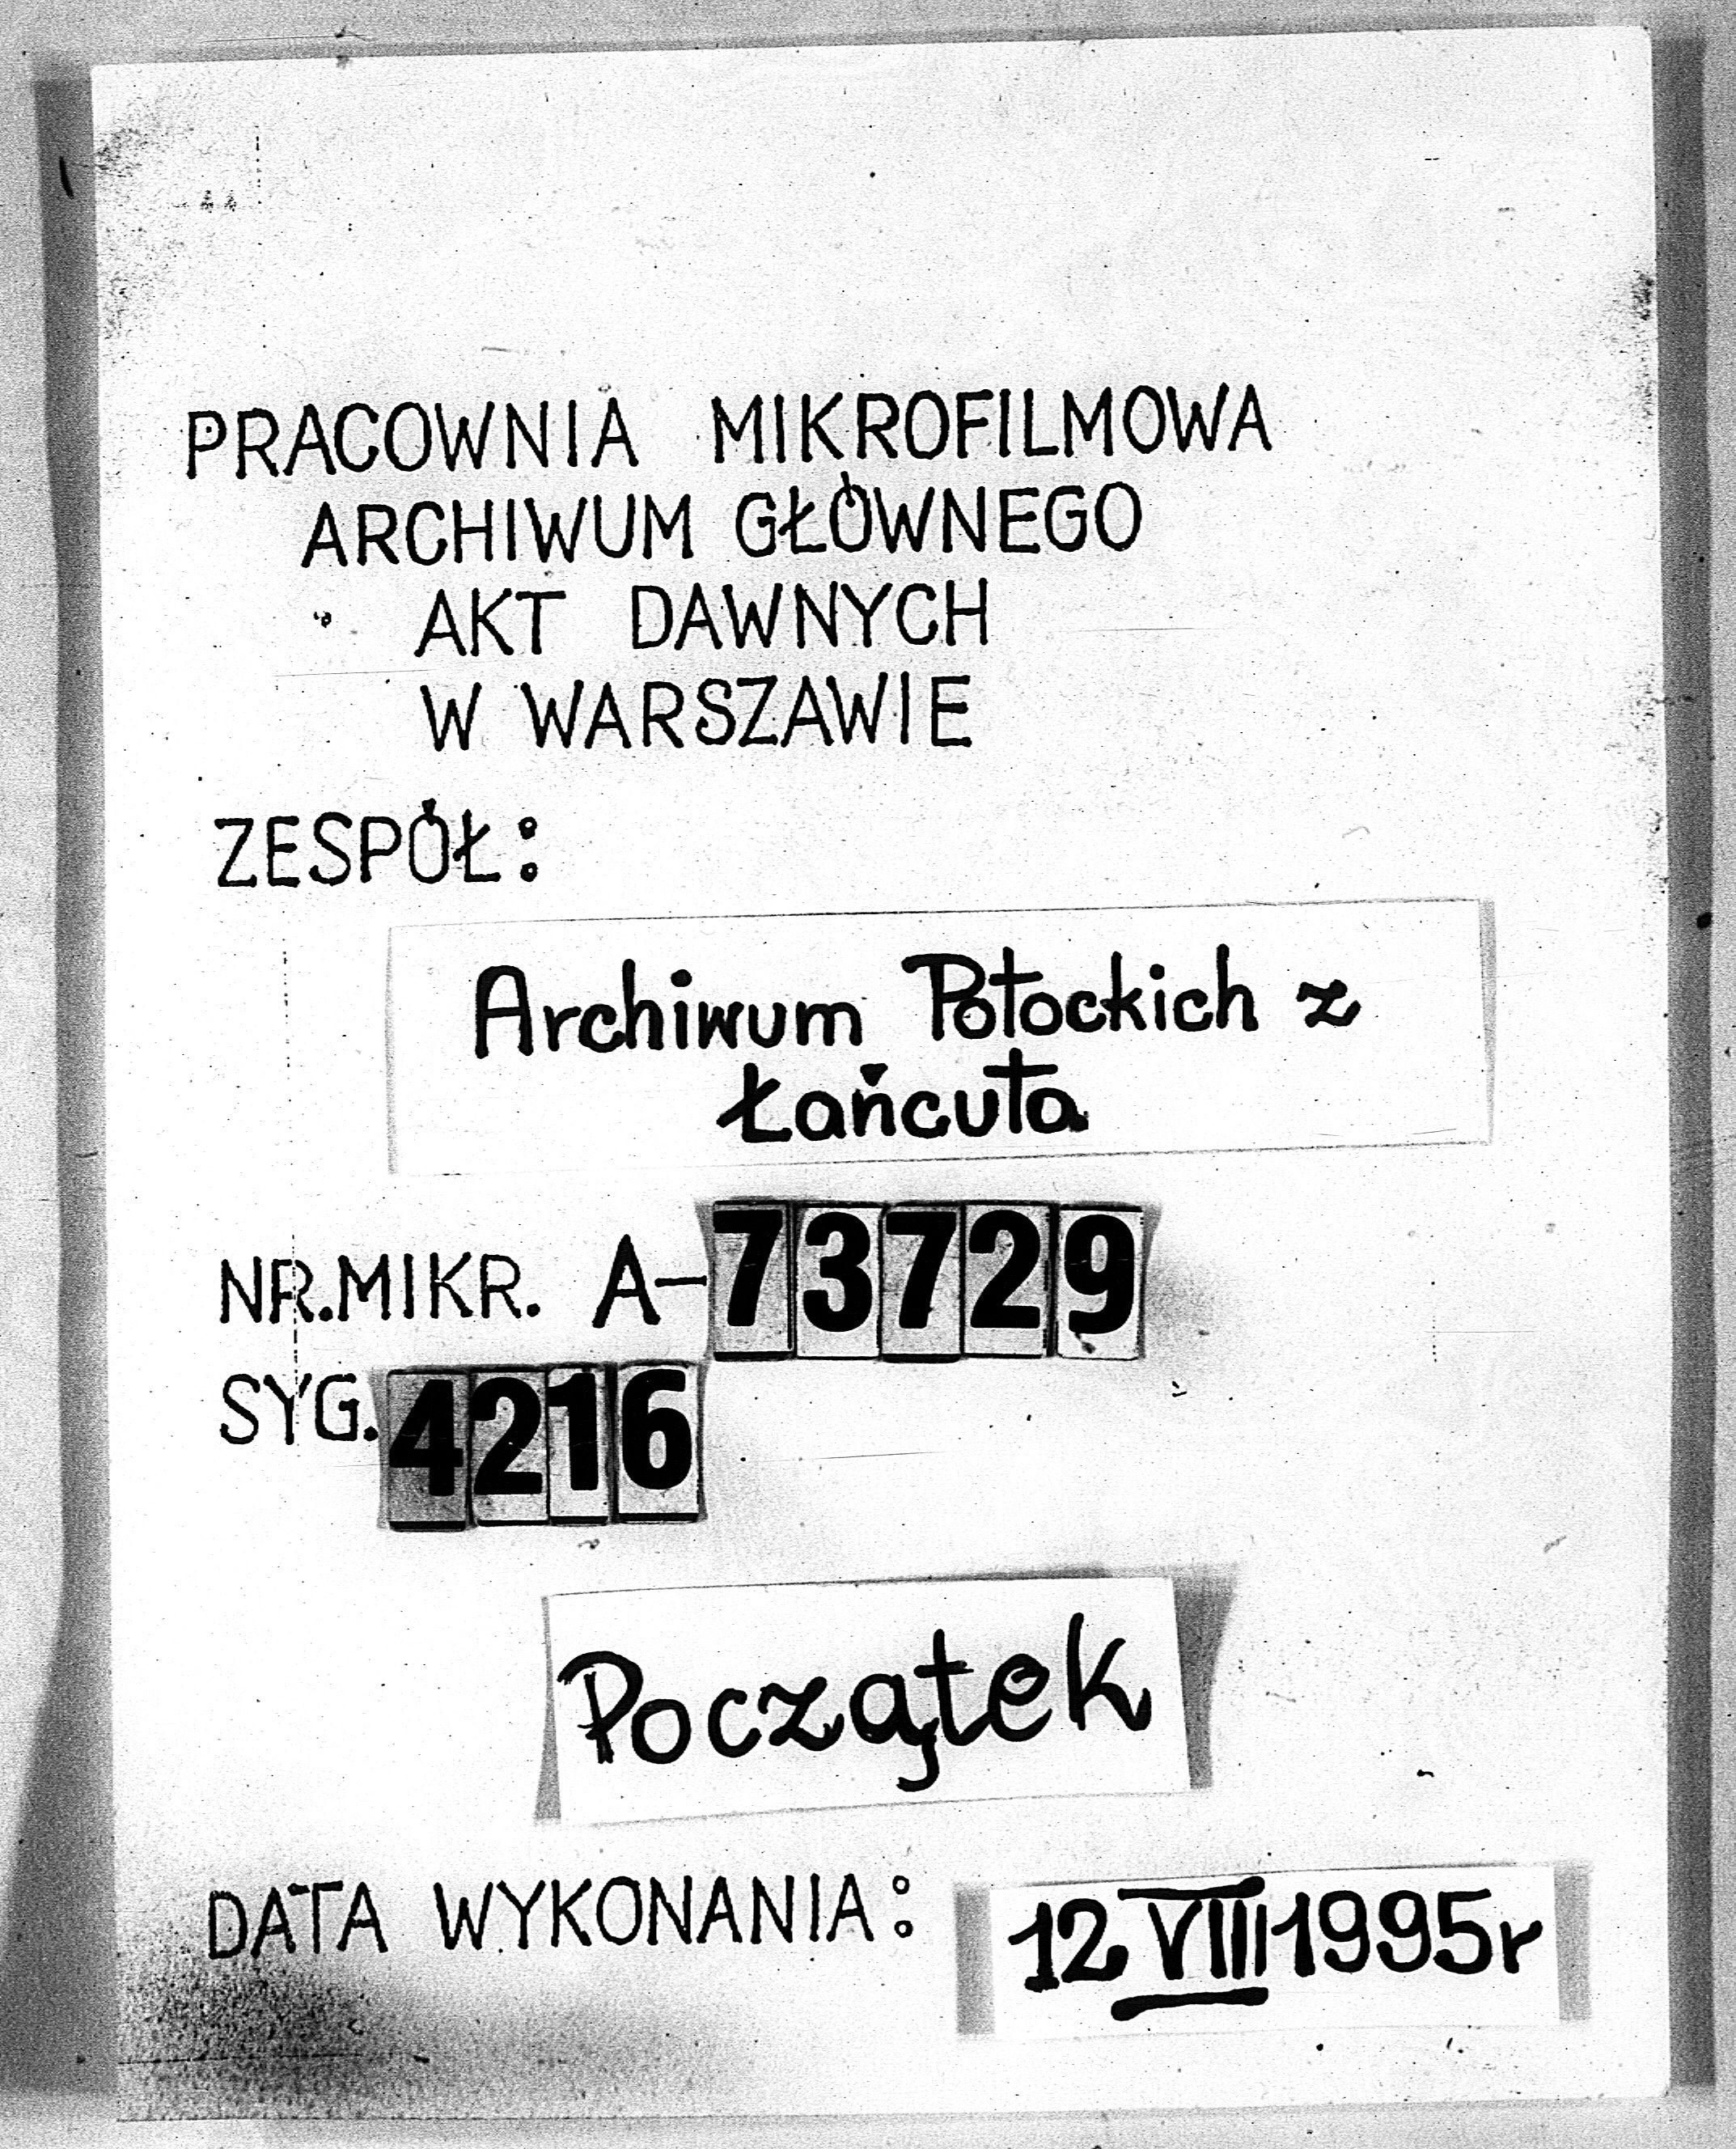 PRACOWNIA MIKROFILMOWA
ARCHIWUM GŁÓWNEGO
AKT DAWNYCH
W WARSZAWIE
ZESPÓŁ:
Archiwum Potockich z
Łańcuta
NR.MIKR. A-73729
SYG. 4216
Początek
DATA WYKONANIA: 12 VIII 1995r